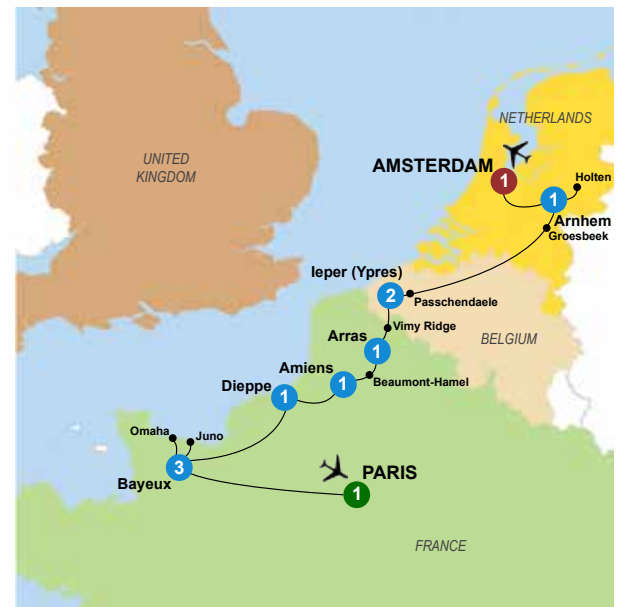 NETHERLANDS
UNITED
KINGDOM
AMSTERDAM
1
Holten
1
Arnhem
Groesbeek
Ieper (Ypres)
2
Passchendaele
Vimy Ridge
BELGIUM
Arras
1
Amiens
1
Beaumont-Hamel
Dieppe
1
Omaha
Juno
3
Bayeux
PARIS
1
FRANCE